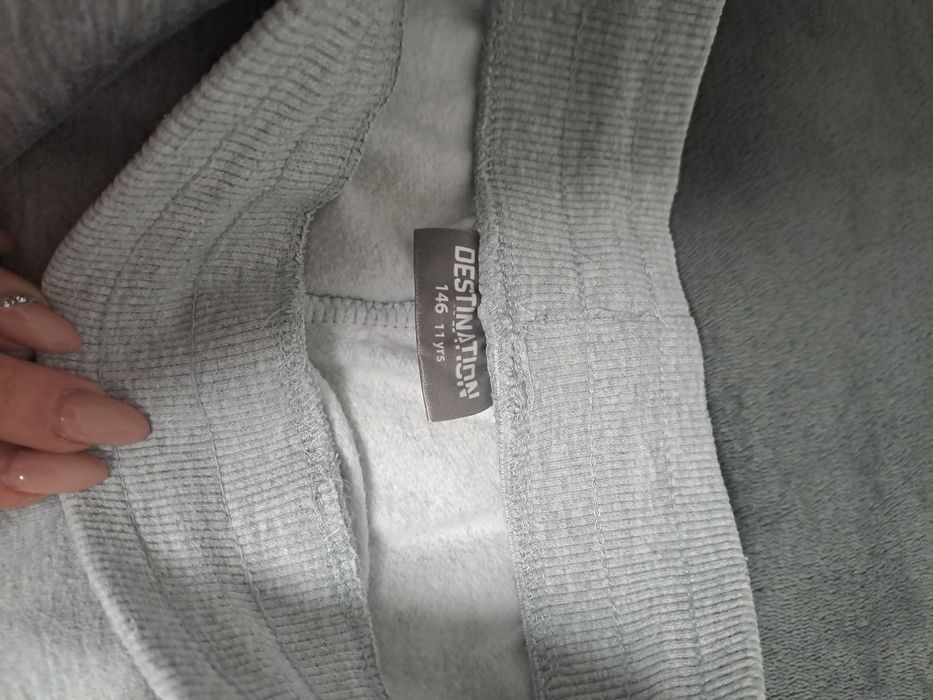 DESTINATION
146 11 yrs